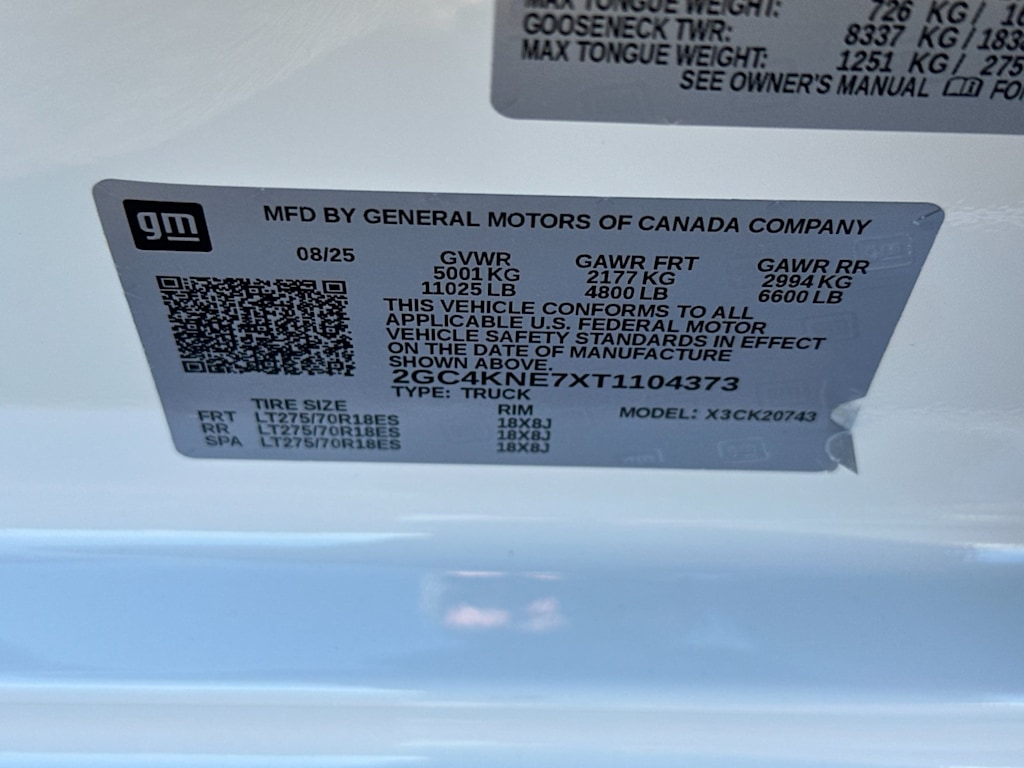 MAX TONGUE WEIGHT: 726 KG/
GOOSENECK TWR: 8337 KG/
MAX TONGUE WEIGHT: 1251 KG/ 275
SEE OWNER'S MANUAL FO
gm
MFD BY GENERAL MOTORS OF CANADA COMPANY
08/25 GVWR GAWR FRT GAWR RR
5001 KG 2177 KG 2994 KG
11025 LB 4800 LB 6600 LB
THIS VEHICLE CONFORMS TO ALL
APPLICABLE U.S. FEDERAL MOTOR
VEHICLE SAFETY STANDARDS IN EFFECT
ON THE DATE OF MANUFACTURE
SHOWN ABOVE.
2GC4KNE7XT1104373
TYPE: TRUCK
TIRE SIZE RIM MODEL: X3CK20743
FRT LT275/70R18ES 18X8J
RR LT275/70R18ES 18X8J
SPA LT275/70R18ES 18X8J